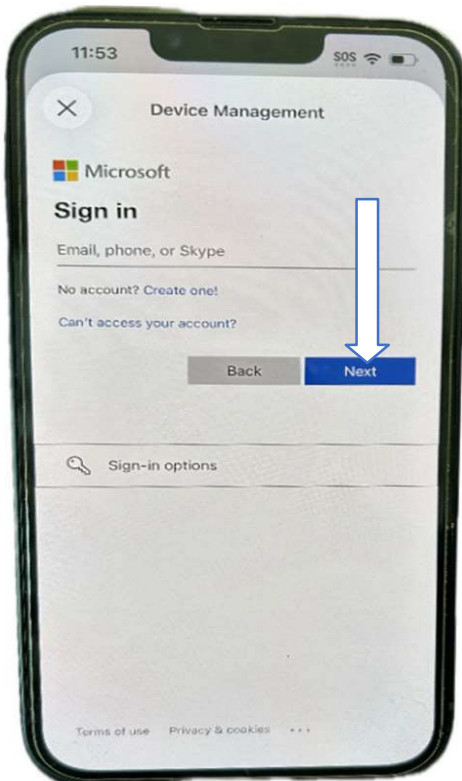 11:53
SOS
Device Management
Microsoft
Sign in
Email, phone, or Skype
No account? Create one!
Can't access your account?
Back
Next
Sign-in options
Terms of use Privacy & cookies ...